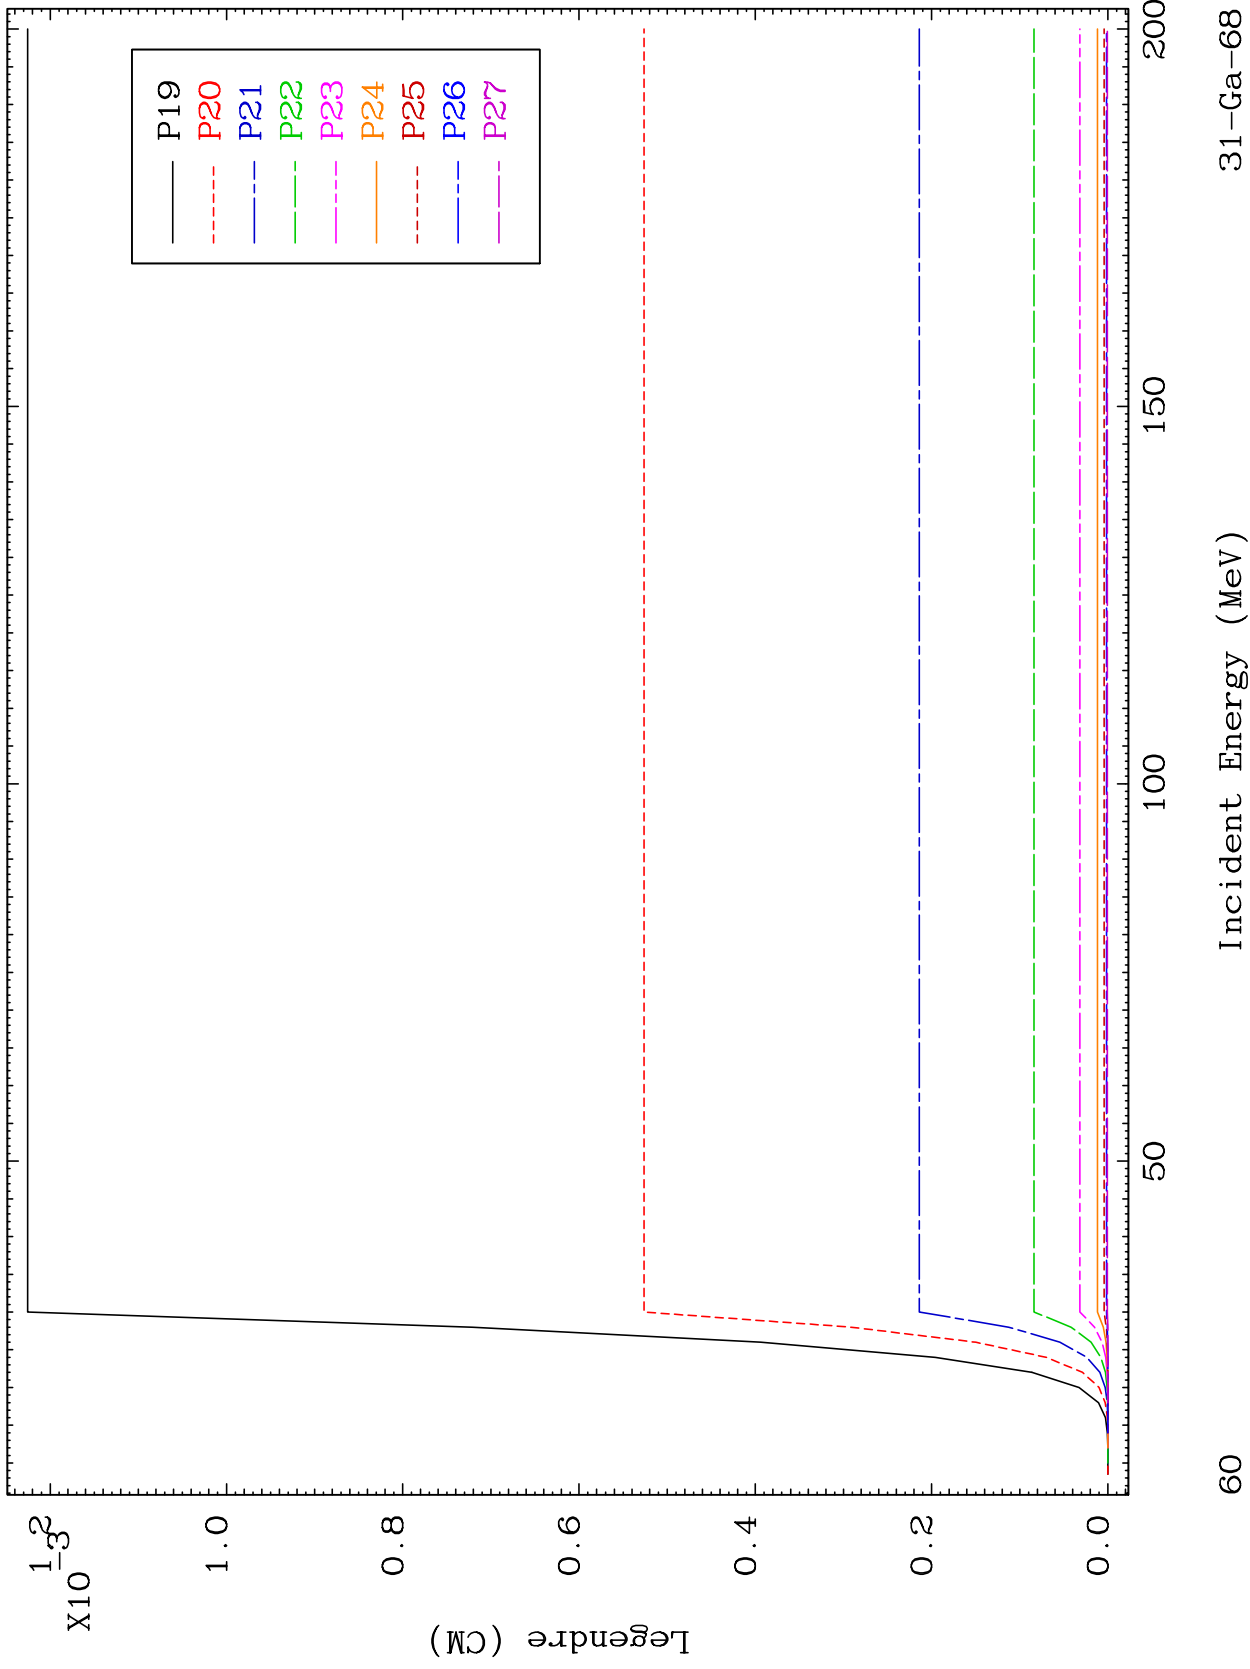 P19
P20
P21
P22
P23
P24
P25
P26
P27
1.2
X10
-3
1.0
0.8
0.6
0.4
0.2
0.0
Legendre (CM)
50
100
150
200
Incident Energy (MeV)
60
31-Ga-68